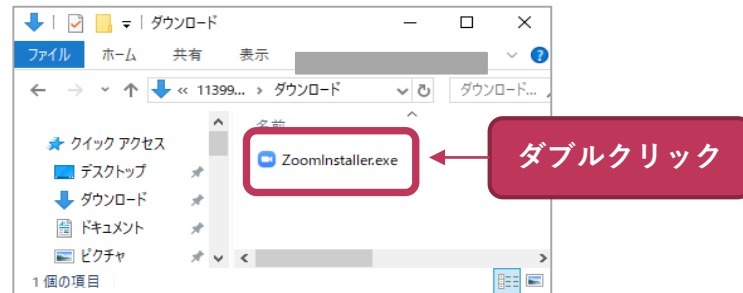 ダウンロード
ファイル ホーム 共有 表示
« 11399... › ダウンロード ダウンロード...
名前
クイック アクセス
ZoomInstaller.exe
ダブルクリック
デスクトップ
ダウンロード
ドキュメント
ピクチャ
1 個の項目